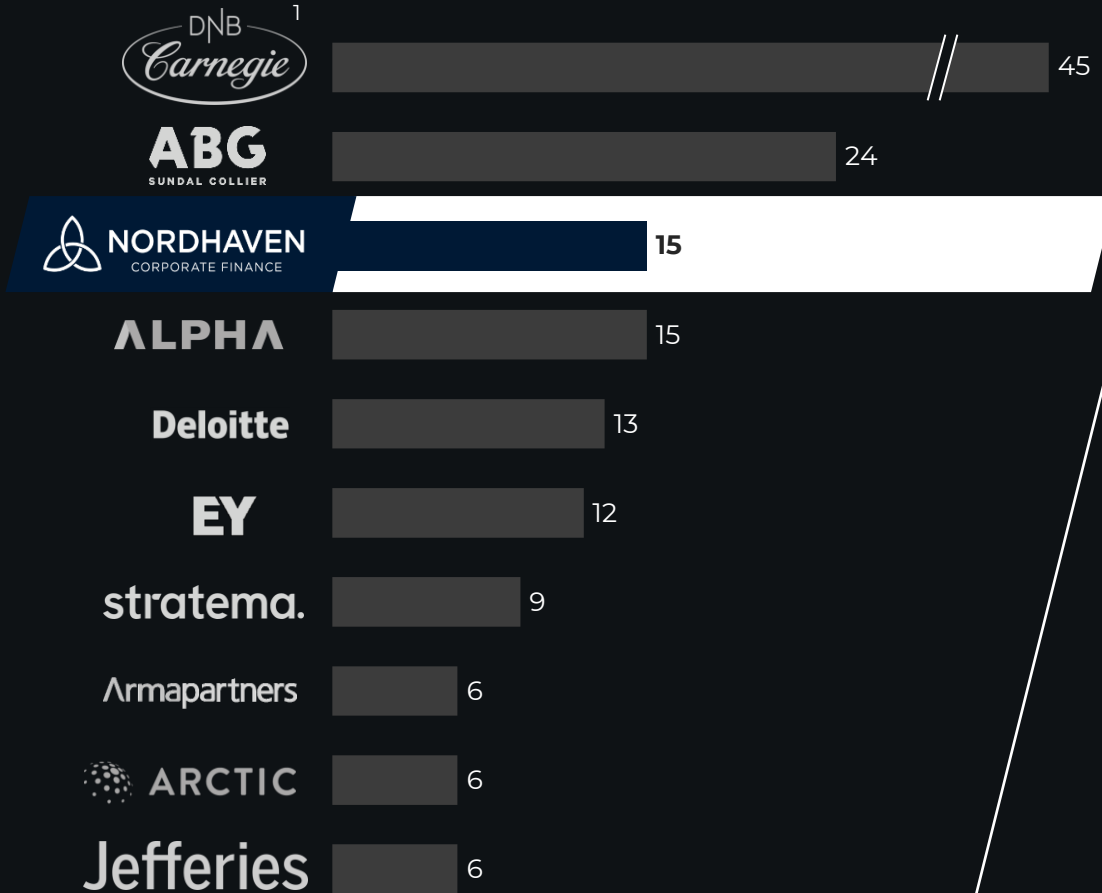 DNB 1
Carnegie 45
ABG
SUNDAL COLLIER 24
NORDHAVEN
CORPORATE FINANCE 15
ALPHA 15
Deloitte 13
EY 12
stratema. 9
Armapartners 6
ARCTIC 6
Jefferies 6